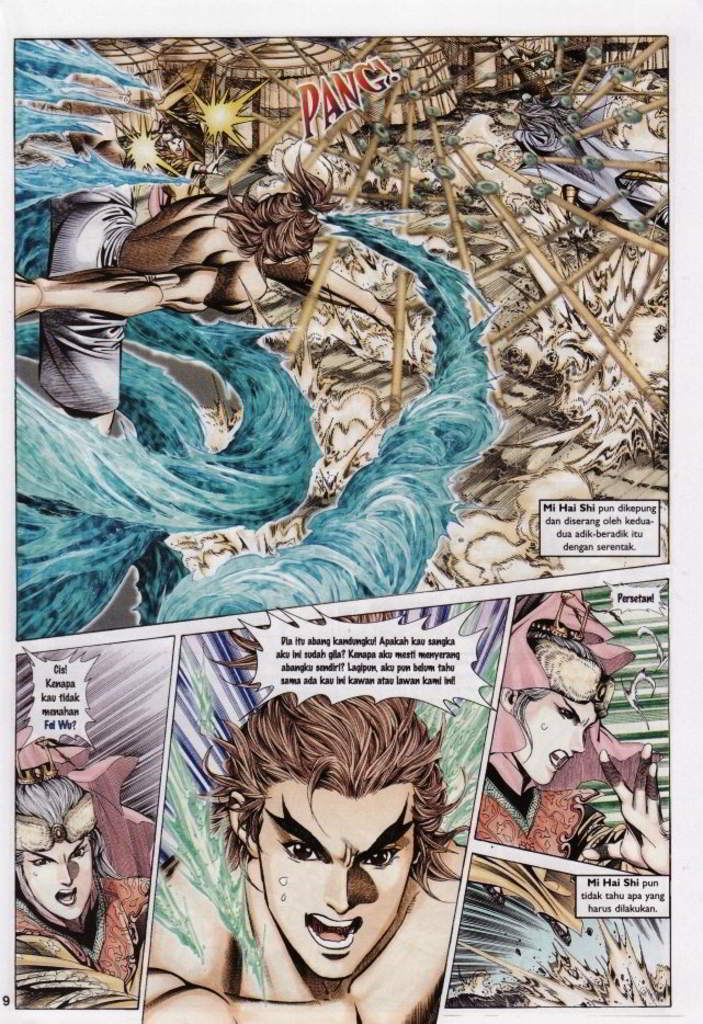 PANG!!
Mi Hai Shi pun dikepung
dan diserang oleh kedua-
dua adik-beradik itu
dengan serentak.
Cis!
Kenapa
kau tidak
menahan
Fei Wu?
Dia itu abang kandungku! Apakah kau sangka
aku ini sudah gila? Kenapa aku mesti menyerang
abangku sendiri? Lagipun, aku pun belum tahu
sama ada kau ini kawan atau lawan kami ini!
Persetan!
Mi Hai Shi pun
tidak tahu apa yang
harus dilakukan.
9